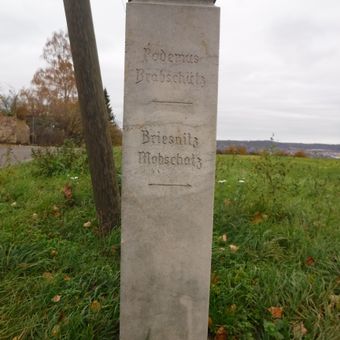 Podemus
Brabschütz
Briesnitz
Mobschatz